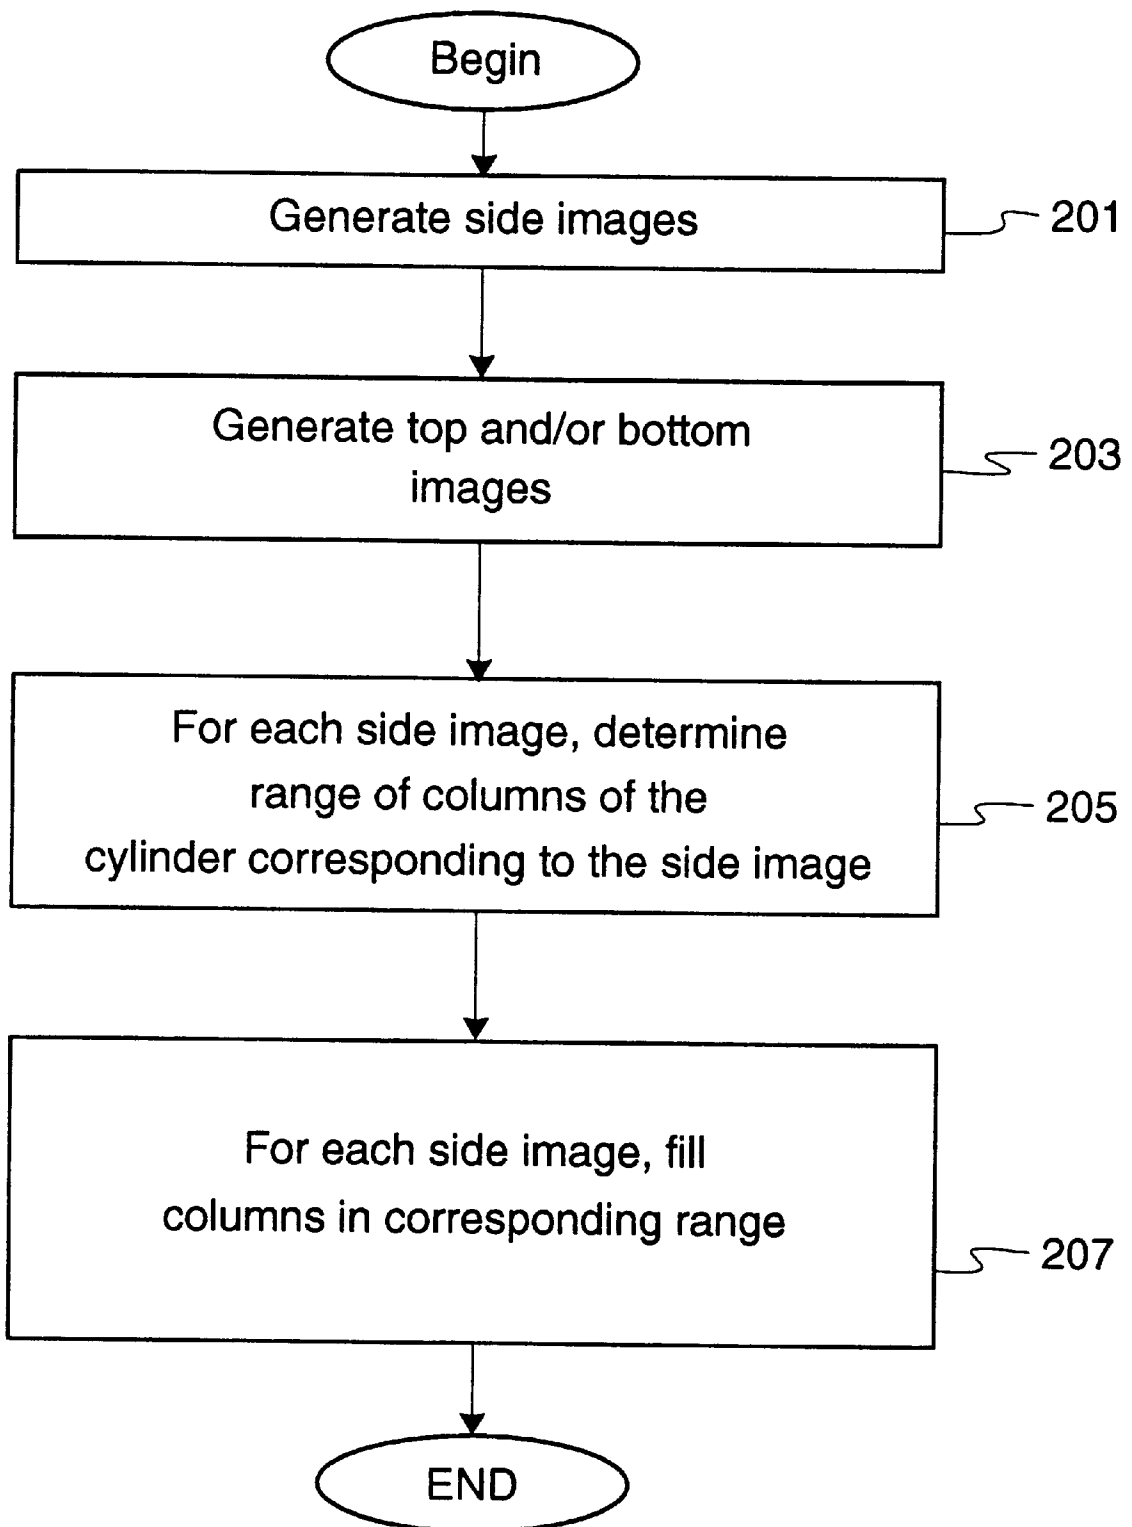 Begin
Generate side images
201
Generate top and/or bottom
images
203
For each side image, determine
range of columns of the
cylinder corresponding to the side image
205
For each side image, fill
columns in corresponding range
207
END